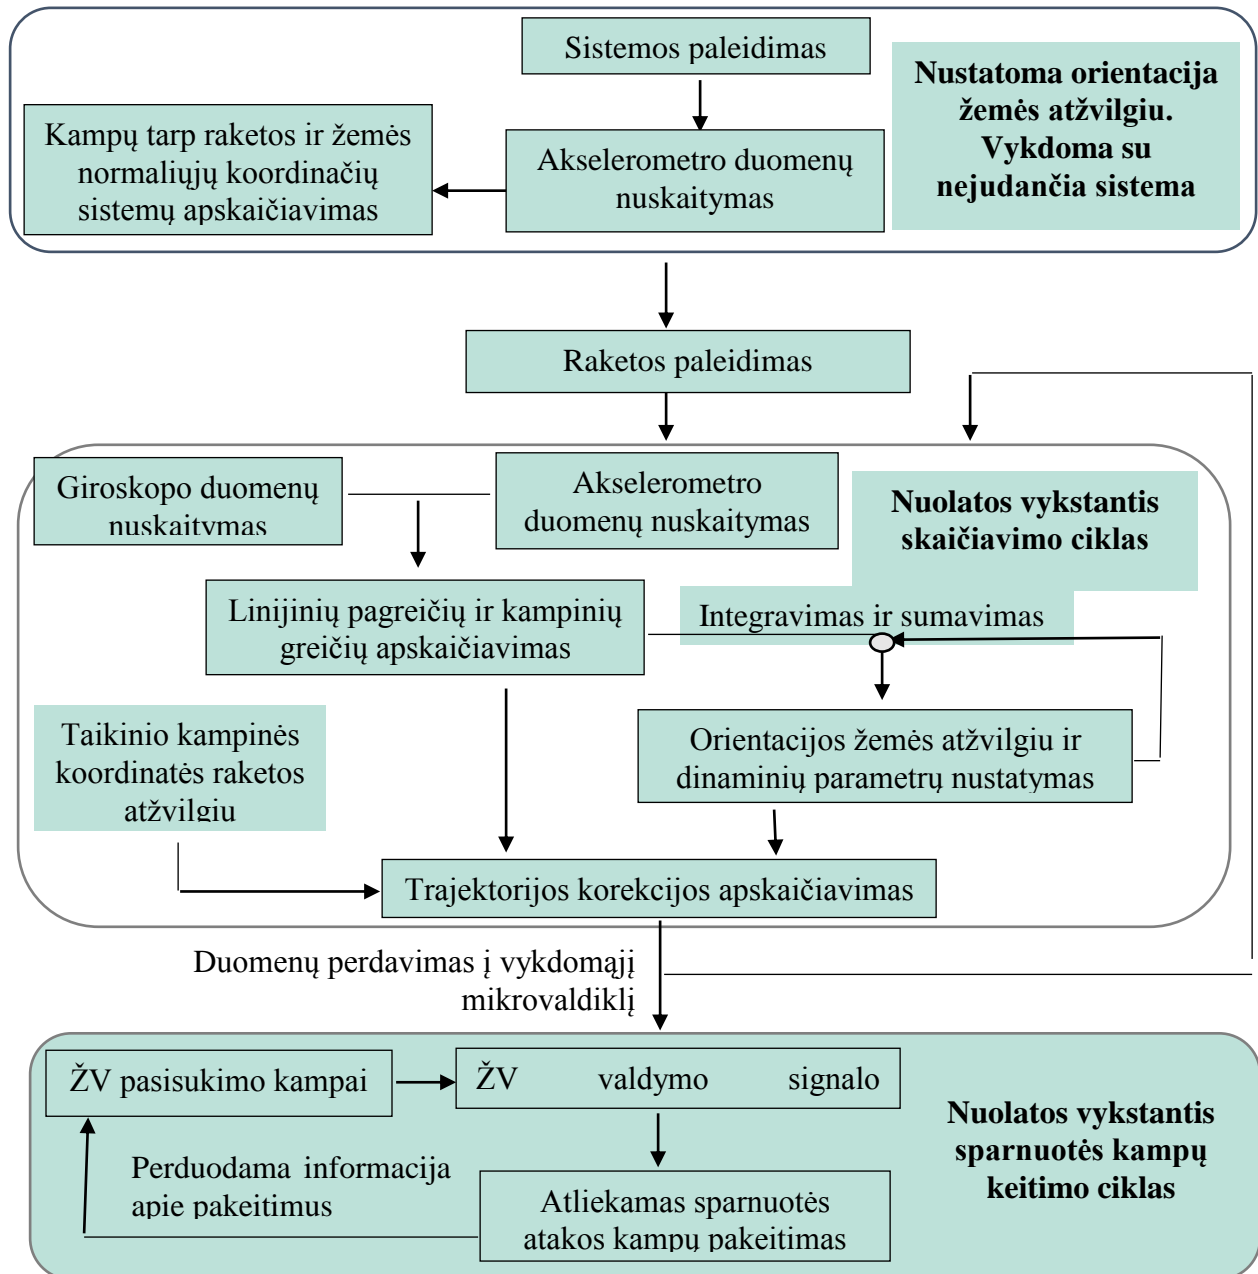 Sistemos paleidimas
Nustatoma orientacija
žemės atžvilgiu.
Vykdoma su
nejudančia sistema
Kampų tarp raketos ir žemės
normaliųjų koordinačių
sistemų apskaičiavimas
Akselerometro duomenų
nuskaitymas
Raketos paleidimas
Giroskopo duomenų
nuskaitymas
Akselerometro
duomenų nuskaitymas
Nuolatos vykstantis
skaičiavimo ciklas
Linijinių pagreičių ir kampinių
greičių apskaičiavimas
Integravimas ir sumavimas
Taikinio kampinės
koordinatės raketos
atžvilgiu
Orientacijos žemės atžvilgiu ir
dinaminių parametrų nustatymas
Trajektorijos korekcijos apskaičiavimas
Duomenų perdavimas į vykdomąjį
mikrovaldiklį
ŽV pasisukimo kampai
ŽV valdymo signalo
Nuolatos vykstantis
sparnuotės kampų
keitimo ciklas
Perduodama informacija
apie pakeitimus
Atliekamas sparnuotės
atakos kampų pakeitimas